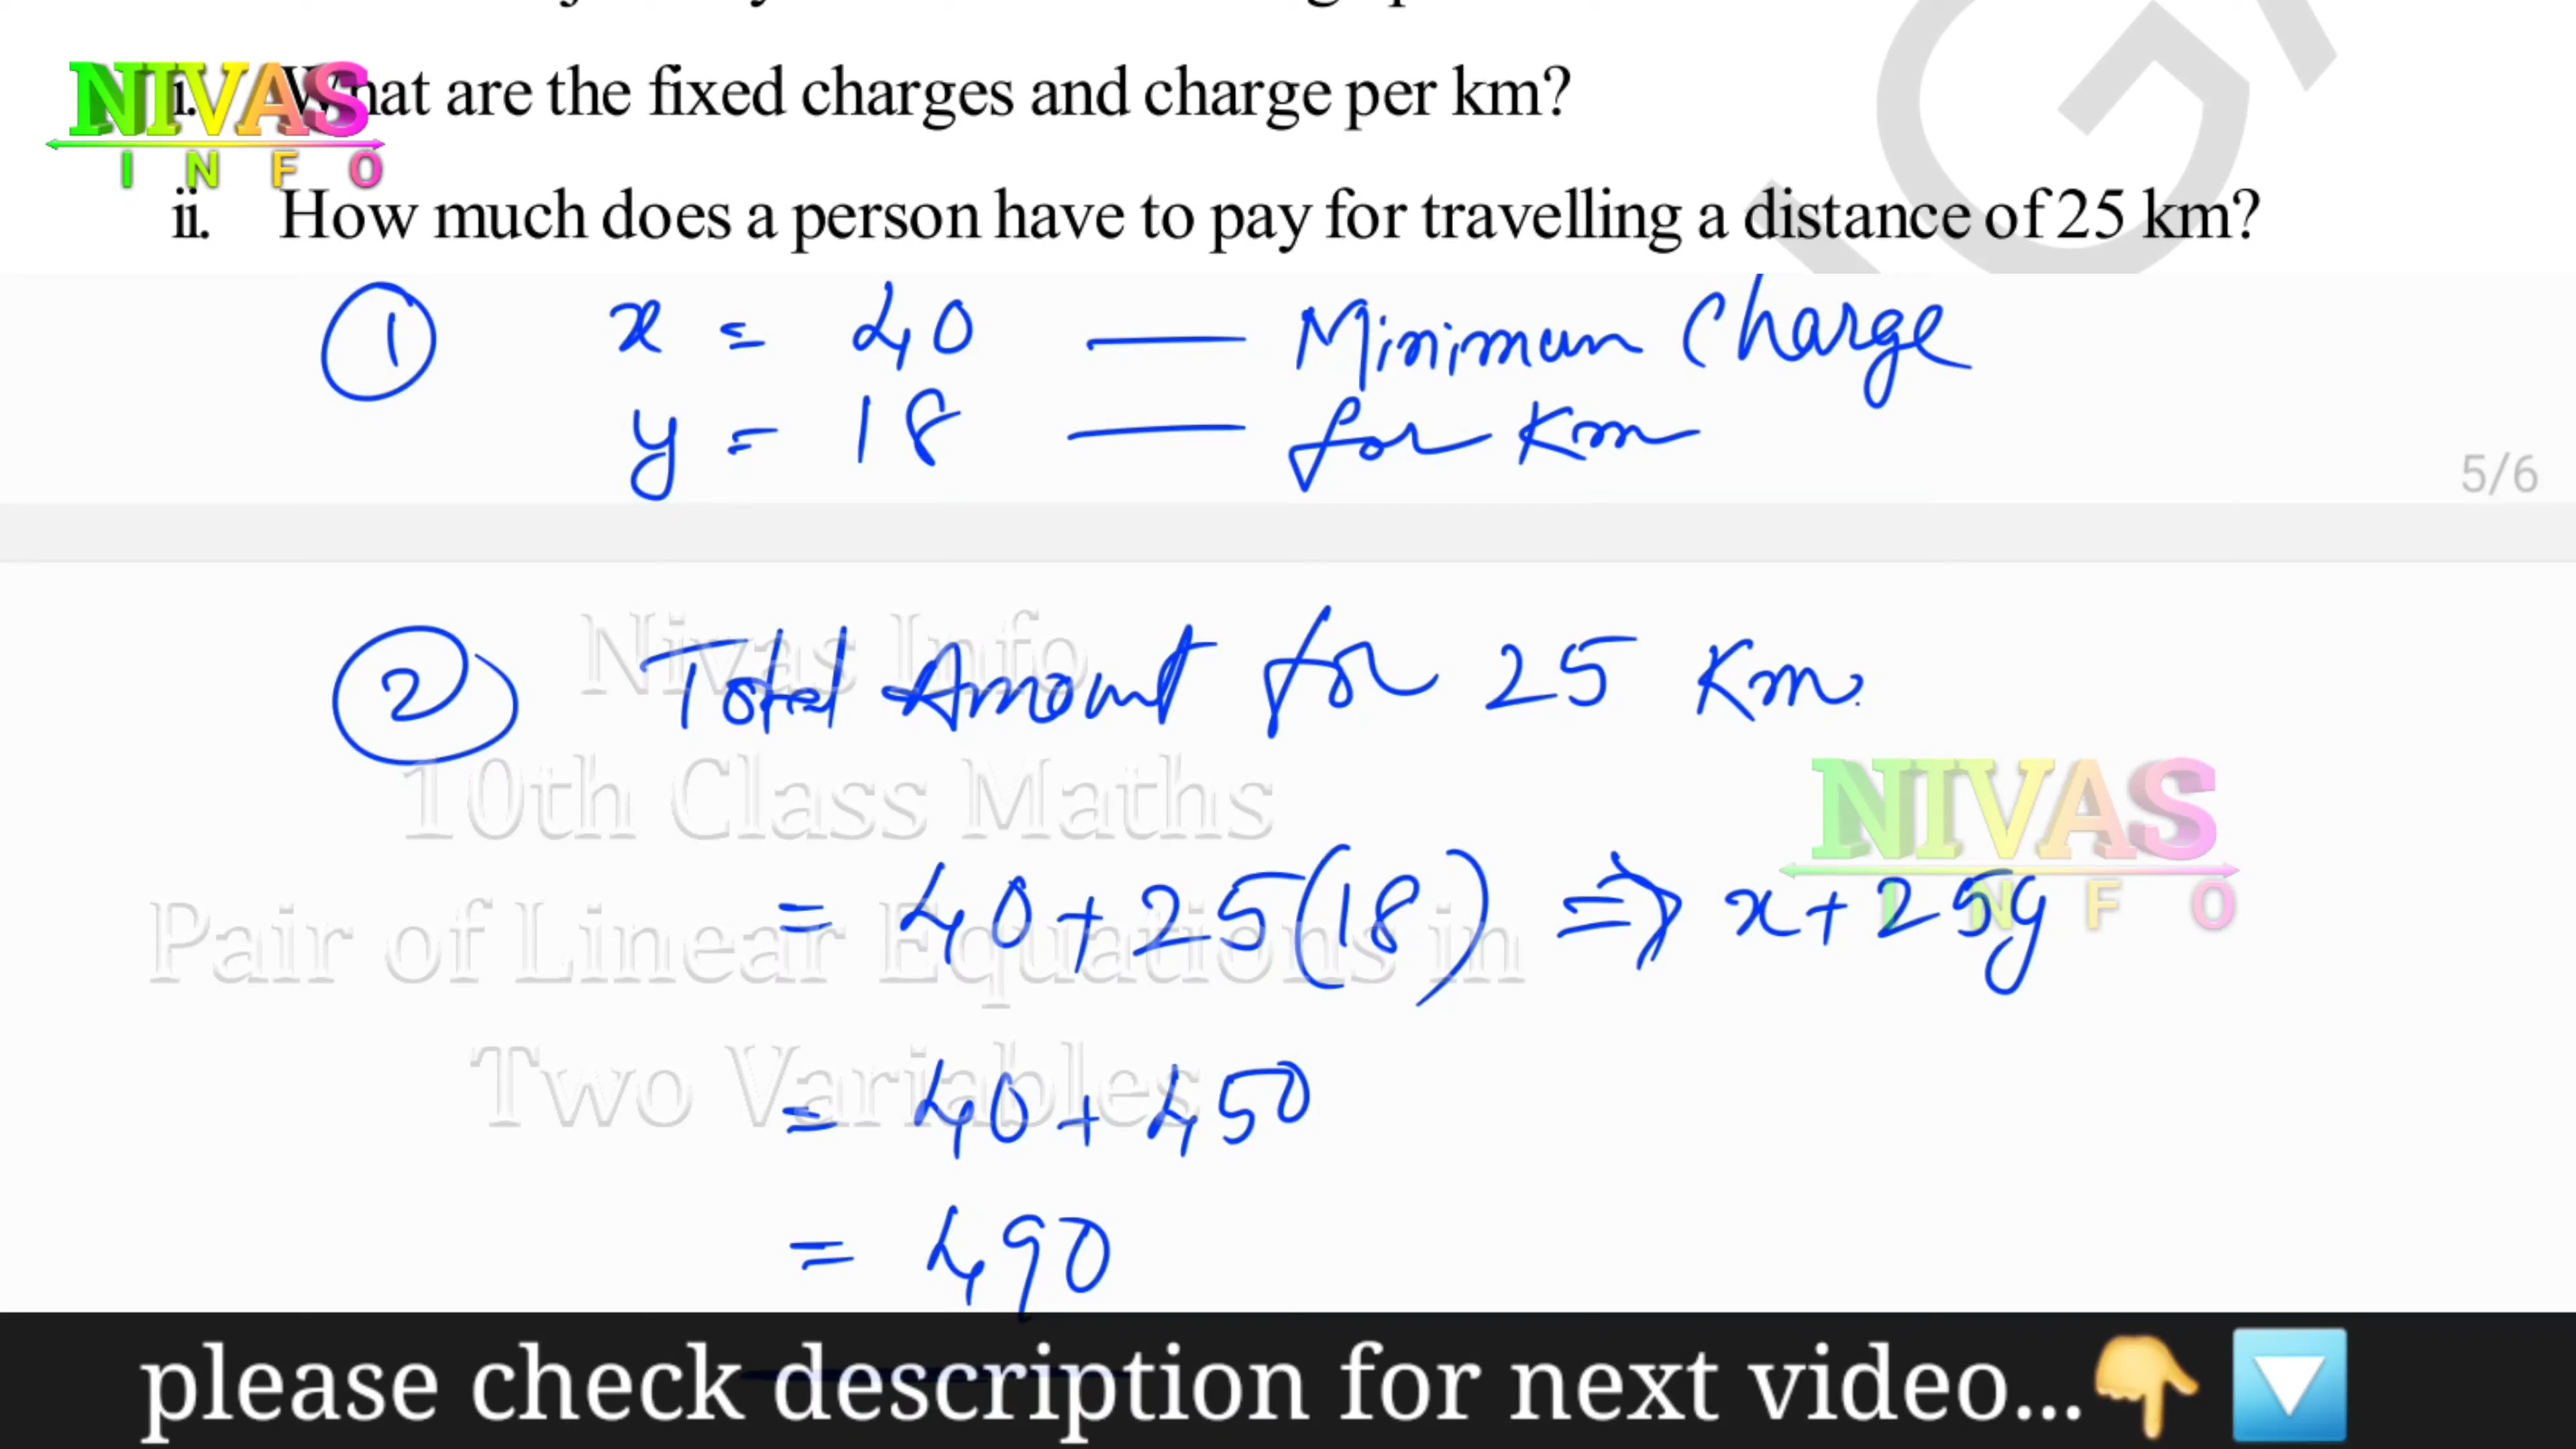 NIVAS
INFO
i. What are the fixed charges and charge per km?
ii. How much does a person have to pay for travelling a distance of 25 km?
1 x = 40 — Minimum Charge
y = 18 — for Km
5/6
Nivas Info
2 Total Amount for 25 Km.
10th Class Maths
NIVAS
INFO
= 40 + 25(18) ⇒ x + 25y
Pair of Linear Equations in
Two Variables
= 40 + 450
= 490
please check description for next video...👇 🔽